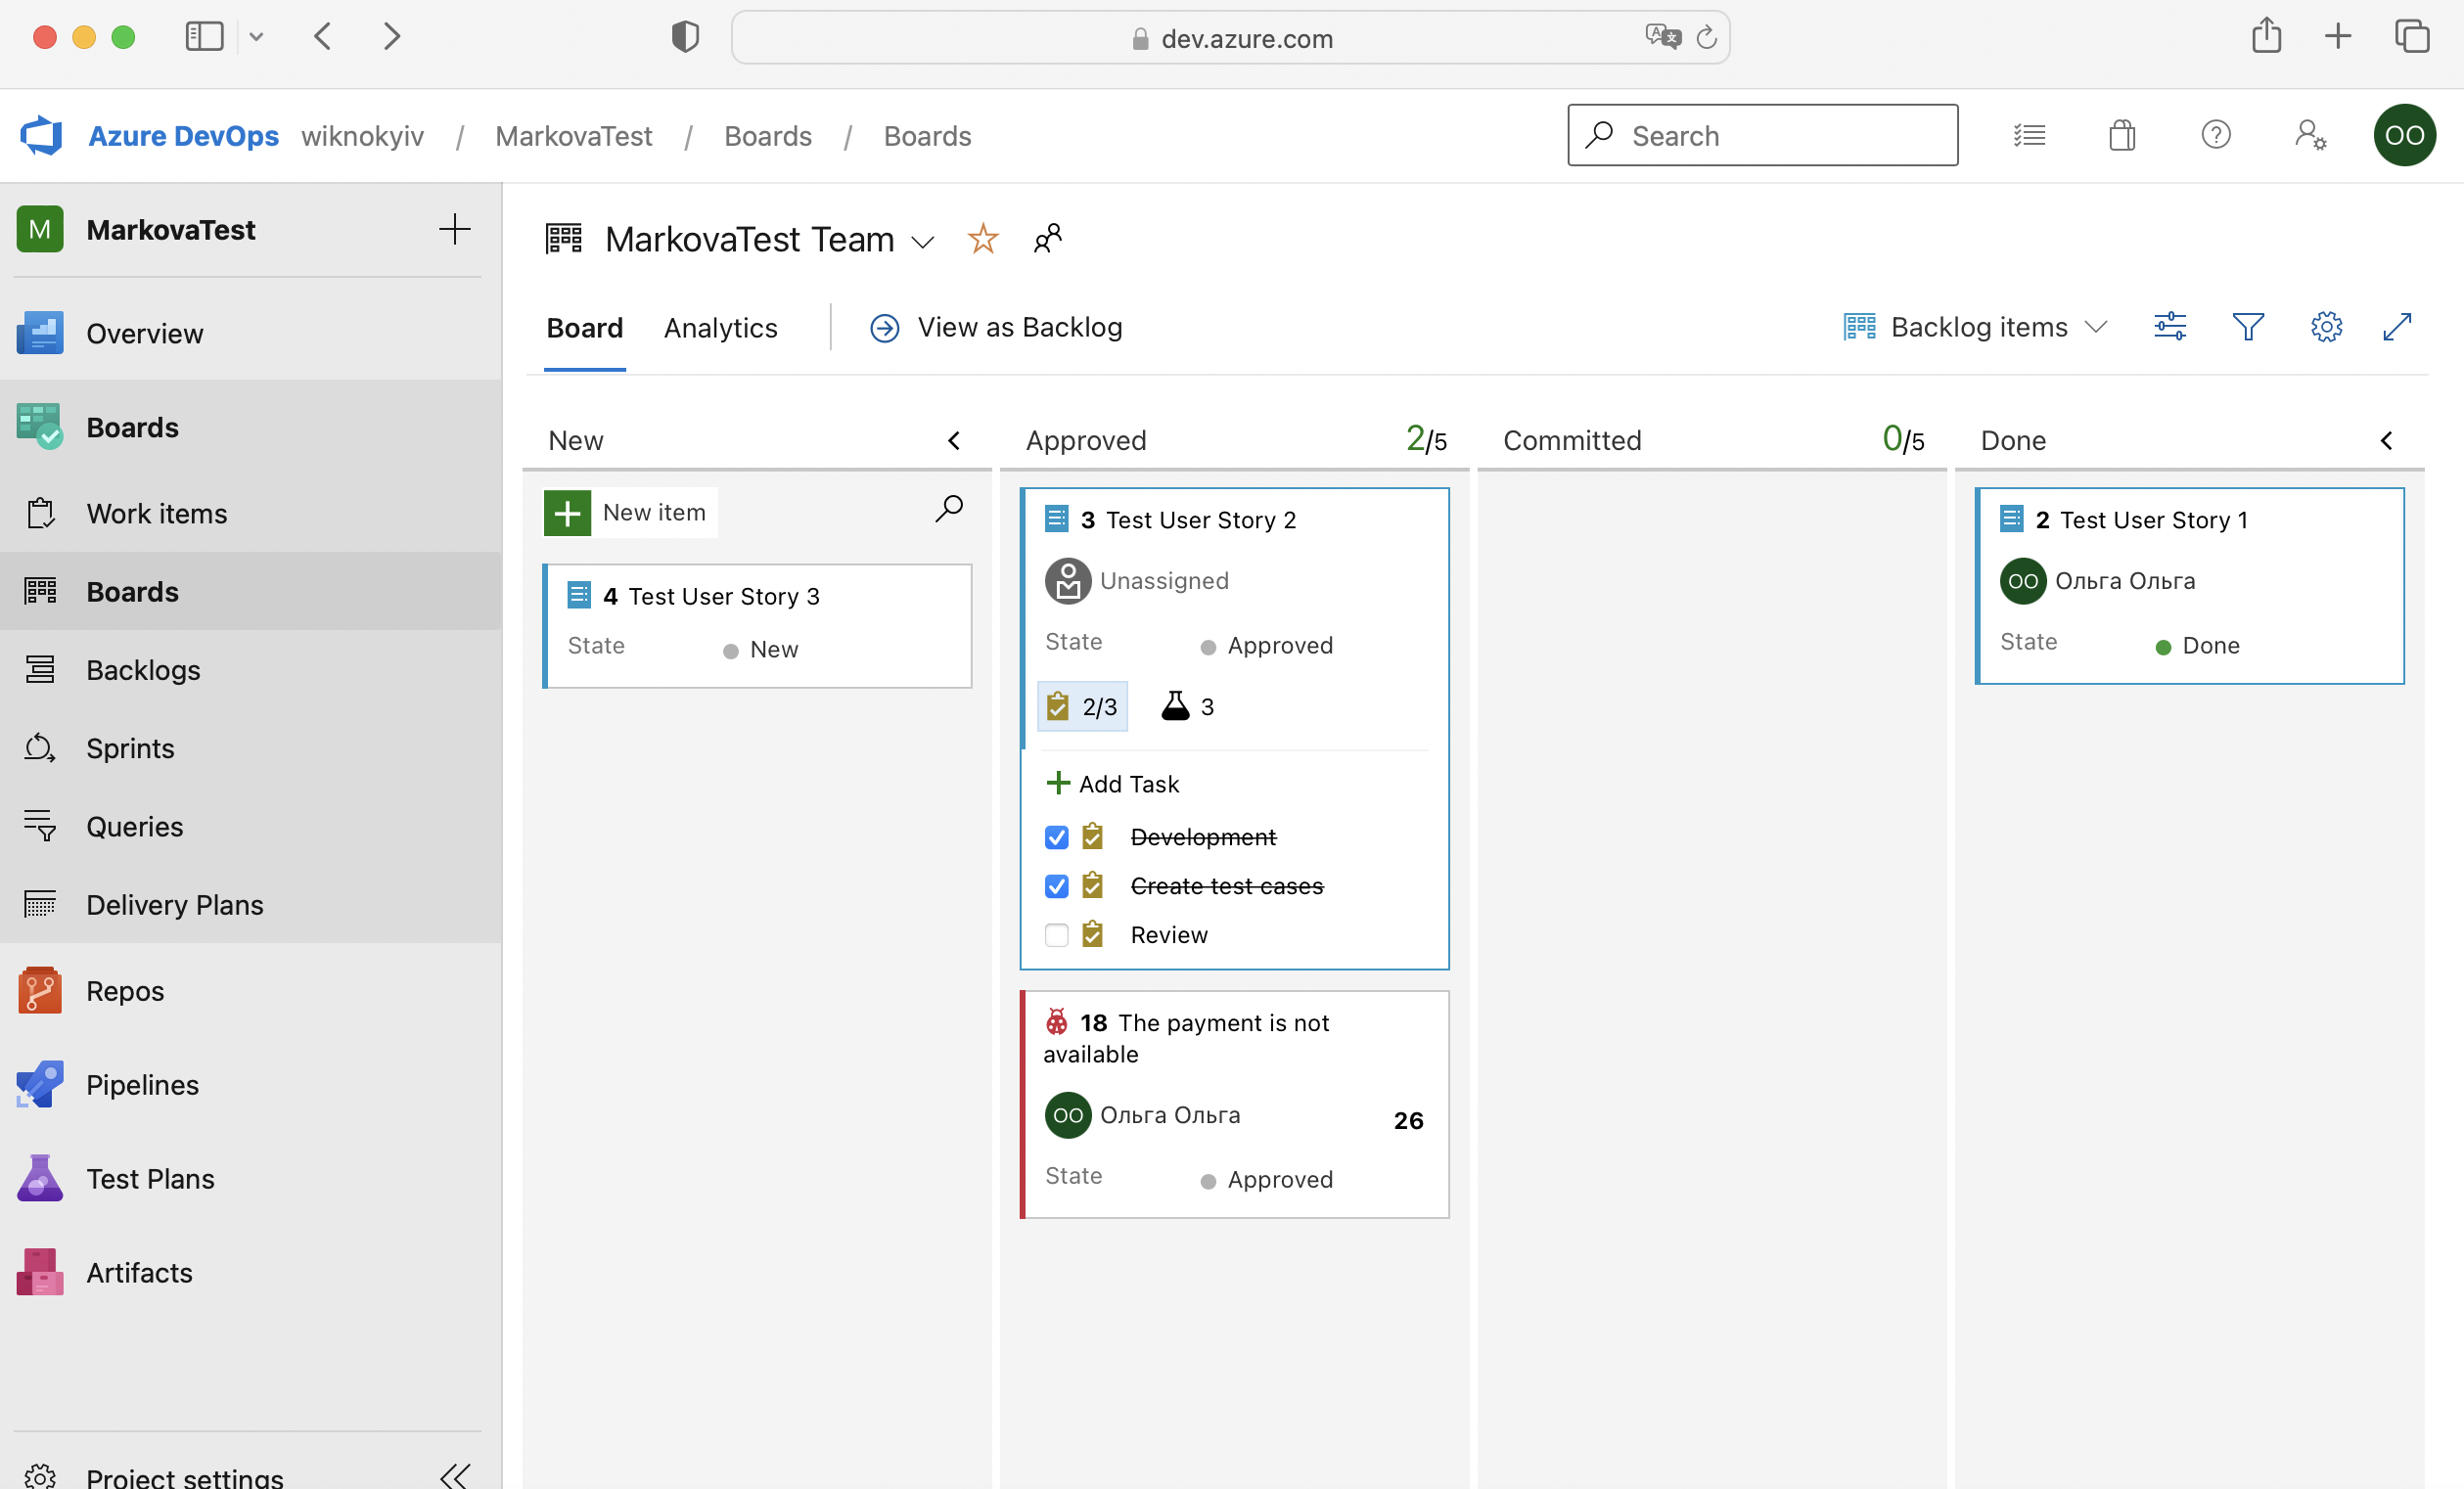 dev.azure.com
Azure DevOps wiknokyiv / MarkovaTest / Boards / Boards
Search
OO
M MarkovaTest
Overview
Boards
Work items
Boards
Backlogs
Sprints
Queries
Delivery Plans
Repos
Pipelines
Test Plans
Artifacts
Project settings
MarkovaTest Team
Board Analytics View as Backlog
Backlog items
New
New item
4 Test User Story 3
State New
Approved 2/5
3 Test User Story 2
Unassigned
State Approved
2/3 3
Add Task
Development
Create test cases
Review
18 The payment is not
available
OO Ольга Ольга 26
State Approved
Committed 0/5
Done
2 Test User Story 1
OO Ольга Ольга
State Done